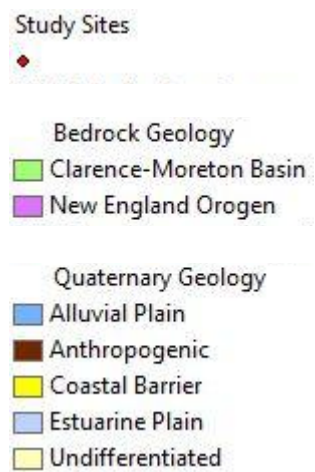 Study Sites
Bedrock Geology
Clarence-Moreton Basin
New England Orogen
Quaternary Geology
Alluvial Plain
Anthropogenic
Coastal Barrier
Estuarine Plain
Undifferentiated